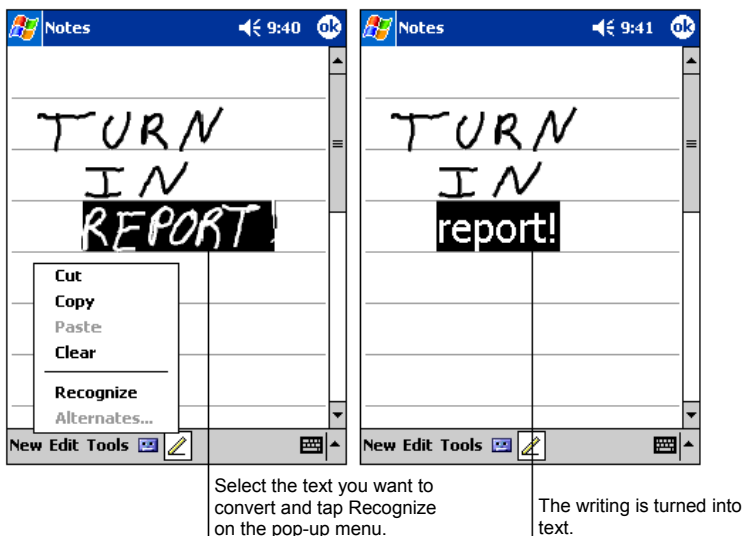 Notes 9:40 ok
TURN
IN
REPORT!
Cut
Copy
Paste
Clear
Recognize
Alternates...
New Edit Tools
Select the text you want to
convert and tap Recognize
on the pop-up menu.
Notes 9:41 ok
TURN
IN
report!
New Edit Tools
The writing is turned into
text.